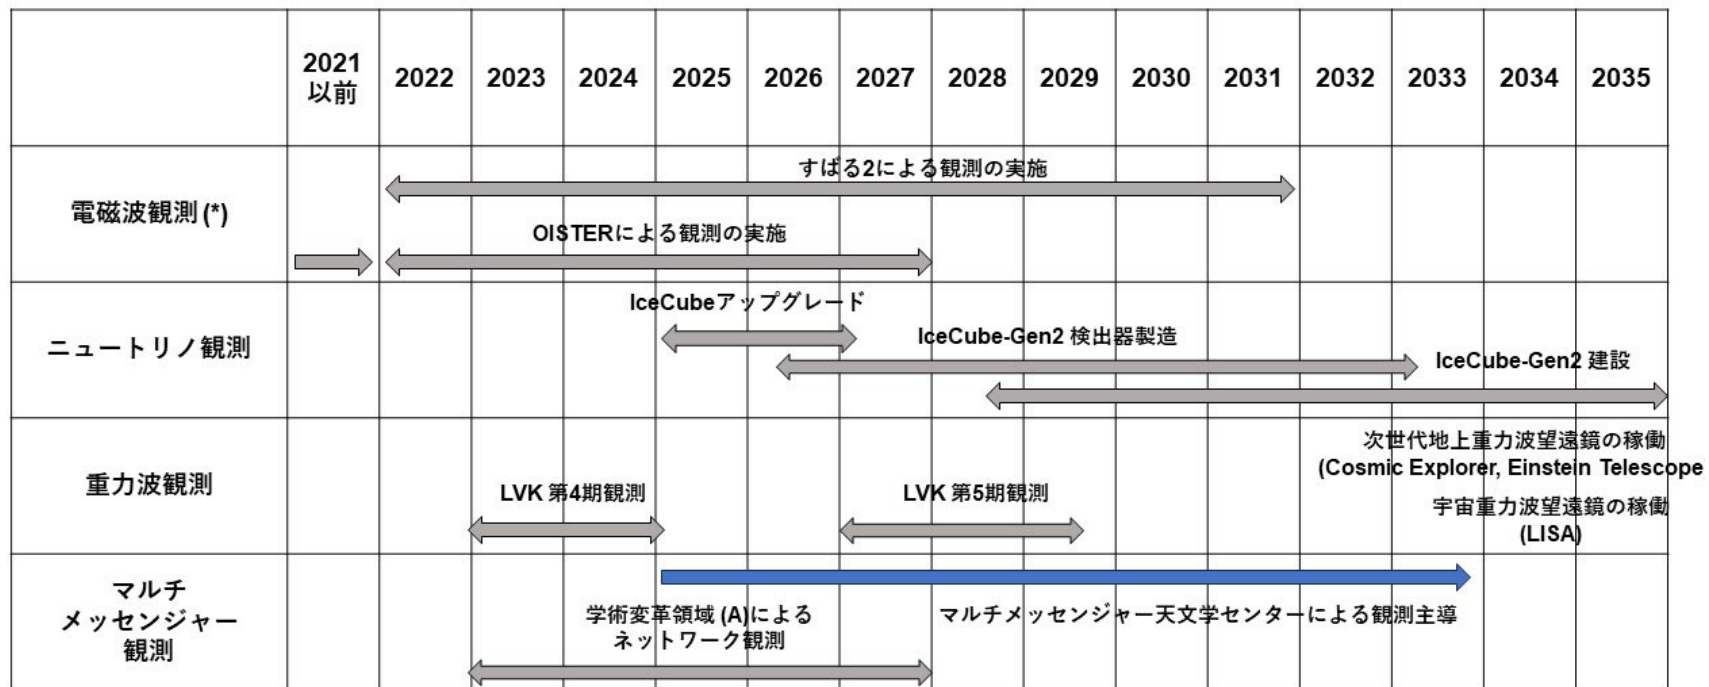 2021
以前
2022
2023
2024
2025
2026
2027
2028
2029
2030
2031
2032
2033
2034
2035
電磁波観測 (*)
すばる2による観測の実施
OISTERによる観測の実施
ニュートリノ観測
IceCubeアップグレード
IceCube-Gen2 検出器製造
IceCube-Gen2 建設
重力波観測
LVK 第4期観測
LVK 第5期観測
次世代地上重力波望遠鏡の稼働
(Cosmic Explorer, Einstein Telescope
宇宙重力波望遠鏡の稼働
(LISA)
マルチ
メッセンジャー
観測
学術変革領域 (A)による
ネットワーク観測
マルチメッセンジャー天文学センターによる観測主導